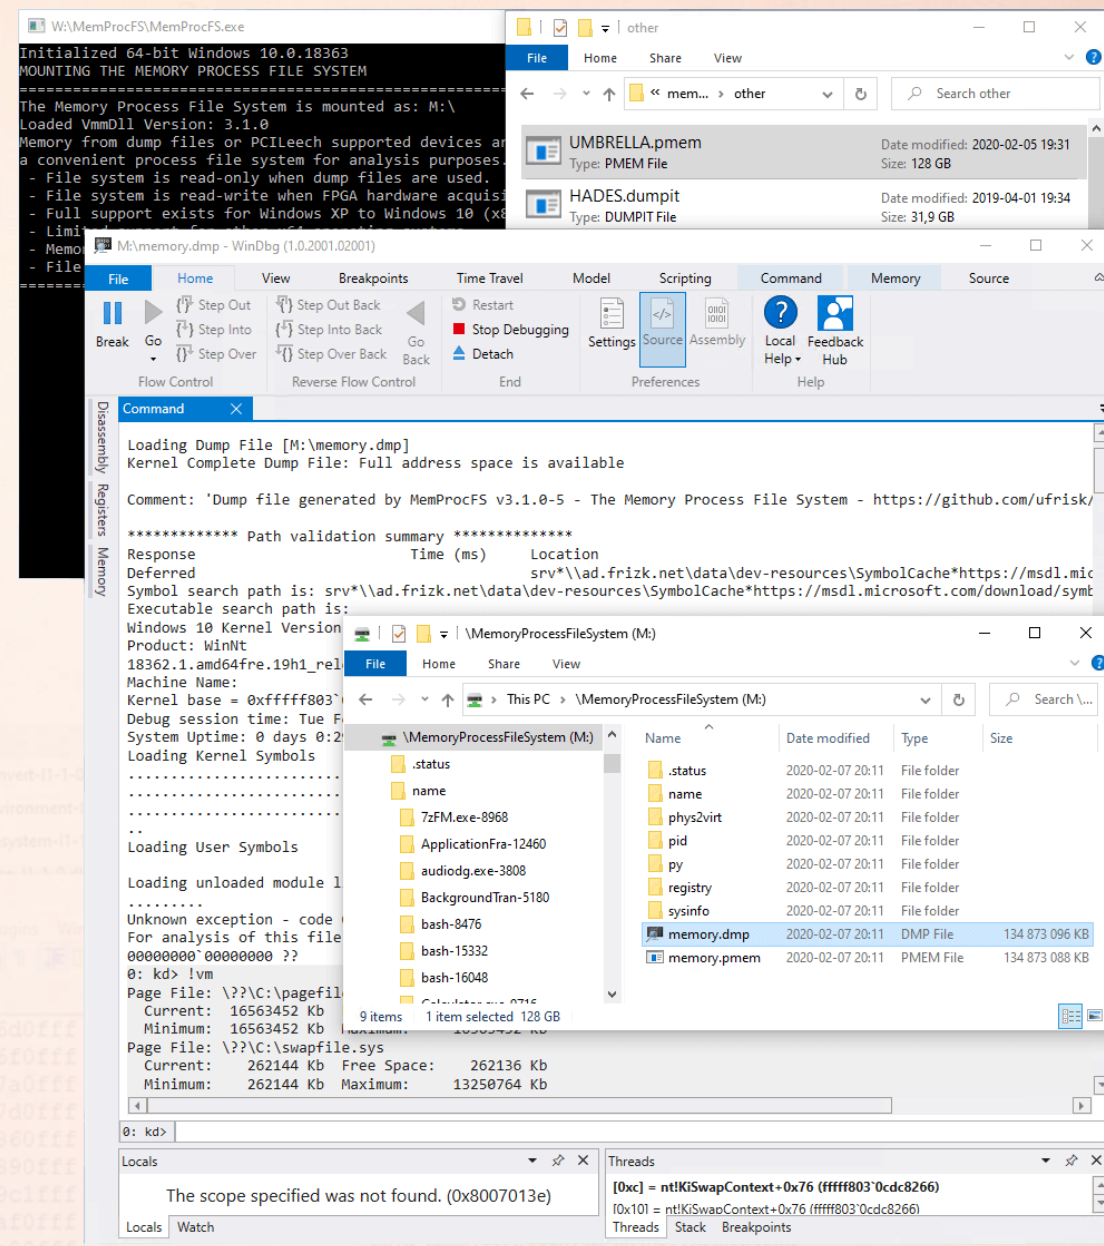 W:\MemProcFS\MemProcFS.exe
Initialized 64-bit Windows 10.0.18363
MOUNTING THE MEMORY PROCESS FILE SYSTEM
The Memory Process File System is mounted as: M:\
Loaded VmmDll Version: 3.1.0
Memory from dump files or PCILeech supported devices
a convenient process file system for analysis purposes.
- File system is read-only when dump files are used.
- File system is read-write when FPGA hardware
- Full support exists for Windows XP to Windows 10
- File
other
File Home Share View
« mem... › other
Search other
UMBRELLA.pmem
Type: PMEM File
Date modified: 2020-02-05 19:31
Size: 128 GB
HADES.dumpit
Type: DUMPIT File
Date modified: 2019-04-01 19:34
Size: 31,9 GB
M:\memory.dmp - WinDbg (1.0.2001.02001)
File Home View Breakpoints Time Travel Model Scripting Command Memory Source
Break
Go
Step Out
Step Into
Step Over
Flow Control
Step Out Back
Step Into Back
Step Over Back
Go Back
Reverse Flow Control
Restart
Stop Debugging
Detach
End
Settings
Source
Assembly
Preferences
Local Help
Feedback Hub
Help
Disassembly
Registers
Memory
Command
Loading Dump File [M:\memory.dmp]
Kernel Complete Dump File: Full address space is available
Comment: 'Dump file generated by MemProcFS v3.1.0-5 - The Memory Process File System - https://github.com/ufrisk/
************* Path validation summary **************
Response Time (ms) Location
Deferred srv*\\ad.frizk.net\data\dev-resources\SymbolCache*https://msdl.mic
Symbol search path is: srv*\\ad.frizk.net\data\dev-resources\SymbolCache*https://msdl.microsoft.com/download/symb
Executable search path is:
Windows 10 Kernel Version
Product: WinNt
18362.1.amd64fre.19h1_rel
Machine Name:
Kernel base = 0xfffff803`
Debug session time: Tue
System Uptime: 0 days
Loading Kernel Symbols
...........................
...........................
...........................
..
Loading User Symbols
Loading unloaded module
.........
Unknown exception - code
For analysis of this file
00000000`00000000 ??
0: kd> !vm
Page File: \??\C:\pagefil
Current: 16563452 Kb
Minimum: 16563452 Kb
Page File: \??\C:\swapfile.sys
Current: 262144 Kb Free Space: 262136 Kb
Minimum: 262144 Kb Maximum: 13250764 Kb
0: kd>
\MemoryProcessFileSystem (M:)
File Home Share View
› This PC › \MemoryProcessFileSystem (M:)
Search \...
\MemoryProcessFileSystem (M:)
.status
name
7zFM.exe-8968
ApplicationFra-12460
audiodg.exe-3808
BackgroundTran-5180
bash-8476
bash-15332
bash-16048
Name Date modified Type Size
.status 2020-02-07 20:11 File folder
name 2020-02-07 20:11 File folder
phys2virt 2020-02-07 20:11 File folder
pid 2020-02-07 20:11 File folder
py 2020-02-07 20:11 File folder
registry 2020-02-07 20:11 File folder
sysinfo 2020-02-07 20:11 File folder
memory.dmp 2020-02-07 20:11 DMP File 134 873 096 KB
memory.pmem 2020-02-07 20:11 PMEM File 134 873 088 KB
9 items 1 item selected 128 GB
Locals
The scope specified was not found. (0x8007013e)
Locals Watch
Threads
[0xc] = nt!KiSwapContext+0x76 (fffff803`0cdc8266)
[0x10] = nt!KiSwapContext+0x76 (fffff803`0cdc8266)
Threads Stack Breakpoints